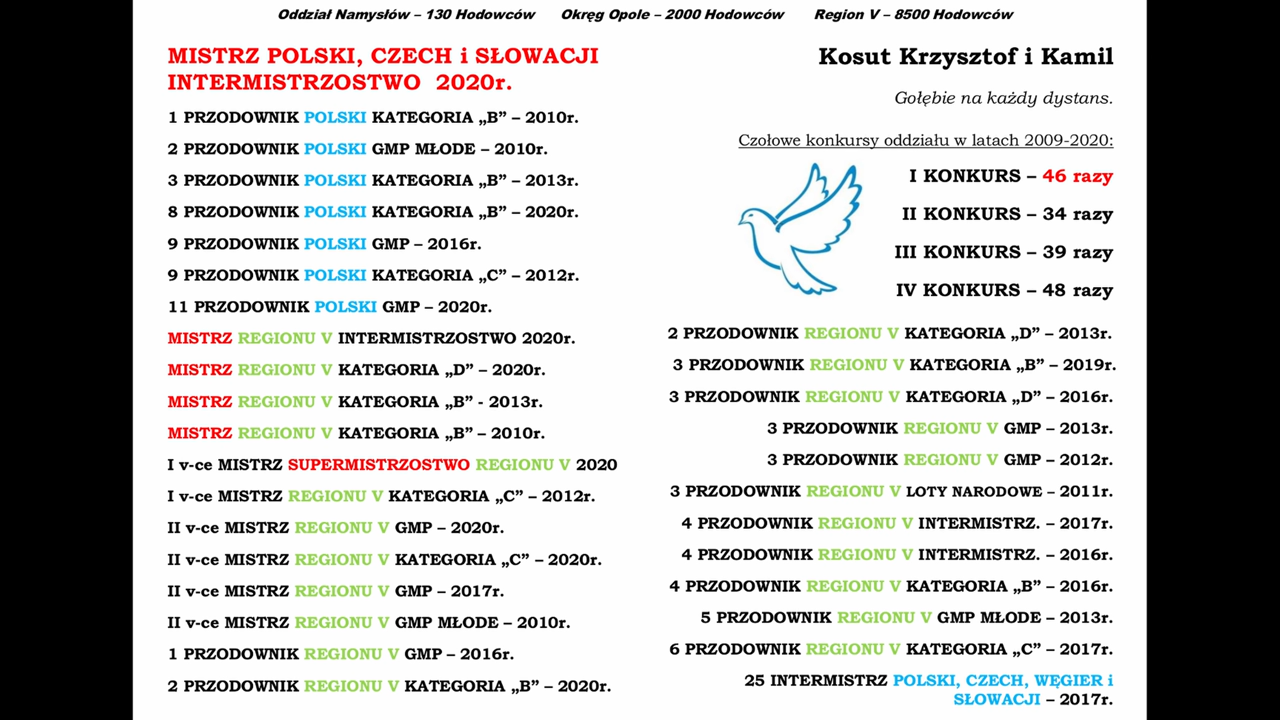 Oddział Namysłów – 130 Hodowców Okręg Opole – 2000 Hodowców Region V – 8500 Hodowców
MISTRZ POLSKI, CZECH i SŁOWACJI
INTERMISTRZOSTWO 2020r.
1 PRZODOWNIK POLSKI KATEGORIA „B” – 2010r.
2 PRZODOWNIK POLSKI GMP MŁODE – 2010r.
3 PRZODOWNIK POLSKI KATEGORIA „B” – 2013r.
8 PRZODOWNIK POLSKI KATEGORIA „B” – 2020r.
9 PRZODOWNIK POLSKI GMP – 2016r.
9 PRZODOWNIK POLSKI KATEGORIA „C” – 2012r.
11 PRZODOWNIK POLSKI GMP – 2020r.
MISTRZ REGIONU V INTERMISTRZOSTWO 2020r.
MISTRZ REGIONU V KATEGORIA „D” – 2020r.
MISTRZ REGIONU V KATEGORIA „B” - 2013r.
MISTRZ REGIONU V KATEGORIA „B” – 2010r.
I v-ce MISTRZ SUPERMISTRZOSTWO REGIONU V 2020
I v-ce MISTRZ REGIONU V KATEGORIA „C” – 2012r.
II v-ce MISTRZ REGIONU V GMP – 2020r.
II v-ce MISTRZ REGIONU V KATEGORIA „C” – 2020r.
II v-ce MISTRZ REGIONU V GMP – 2017r.
II v-ce MISTRZ REGIONU V GMP MŁODE – 2010r.
1 PRZODOWNIK REGIONU V GMP – 2016r.
2 PRZODOWNIK REGIONU V KATEGORIA „B” – 2020r.
Kosut Krzysztof i Kamil
Gołębie na każdy dystans.
Czołowe konkursy oddziału w latach 2009-2020:
I KONKURS – 46 razy
II KONKURS – 34 razy
III KONKURS – 39 razy
IV KONKURS – 48 razy
2 PRZODOWNIK REGIONU V KATEGORIA „D” – 2013r.
3 PRZODOWNIK REGIONU V KATEGORIA „B” – 2019r.
3 PRZODOWNIK REGIONU V KATEGORIA „D” – 2016r.
3 PRZODOWNIK REGIONU V GMP – 2013r.
3 PRZODOWNIK REGIONU V GMP – 2012r.
3 PRZODOWNIK REGIONU V LOTY NARODOWE – 2011r.
4 PRZODOWNIK REGIONU V INTERMISTRZ. – 2017r.
4 PRZODOWNIK REGIONU V INTERMISTRZ. – 2016r.
4 PRZODOWNIK REGIONU V KATEGORIA „B” – 2016r.
5 PRZODOWNIK REGIONU V GMP MŁODE – 2013r.
6 PRZODOWNIK REGIONU V KATEGORIA „C” – 2017r.
25 INTERMISTRZ POLSKI, CZECH, WĘGIER i
SŁOWACJI – 2017r.